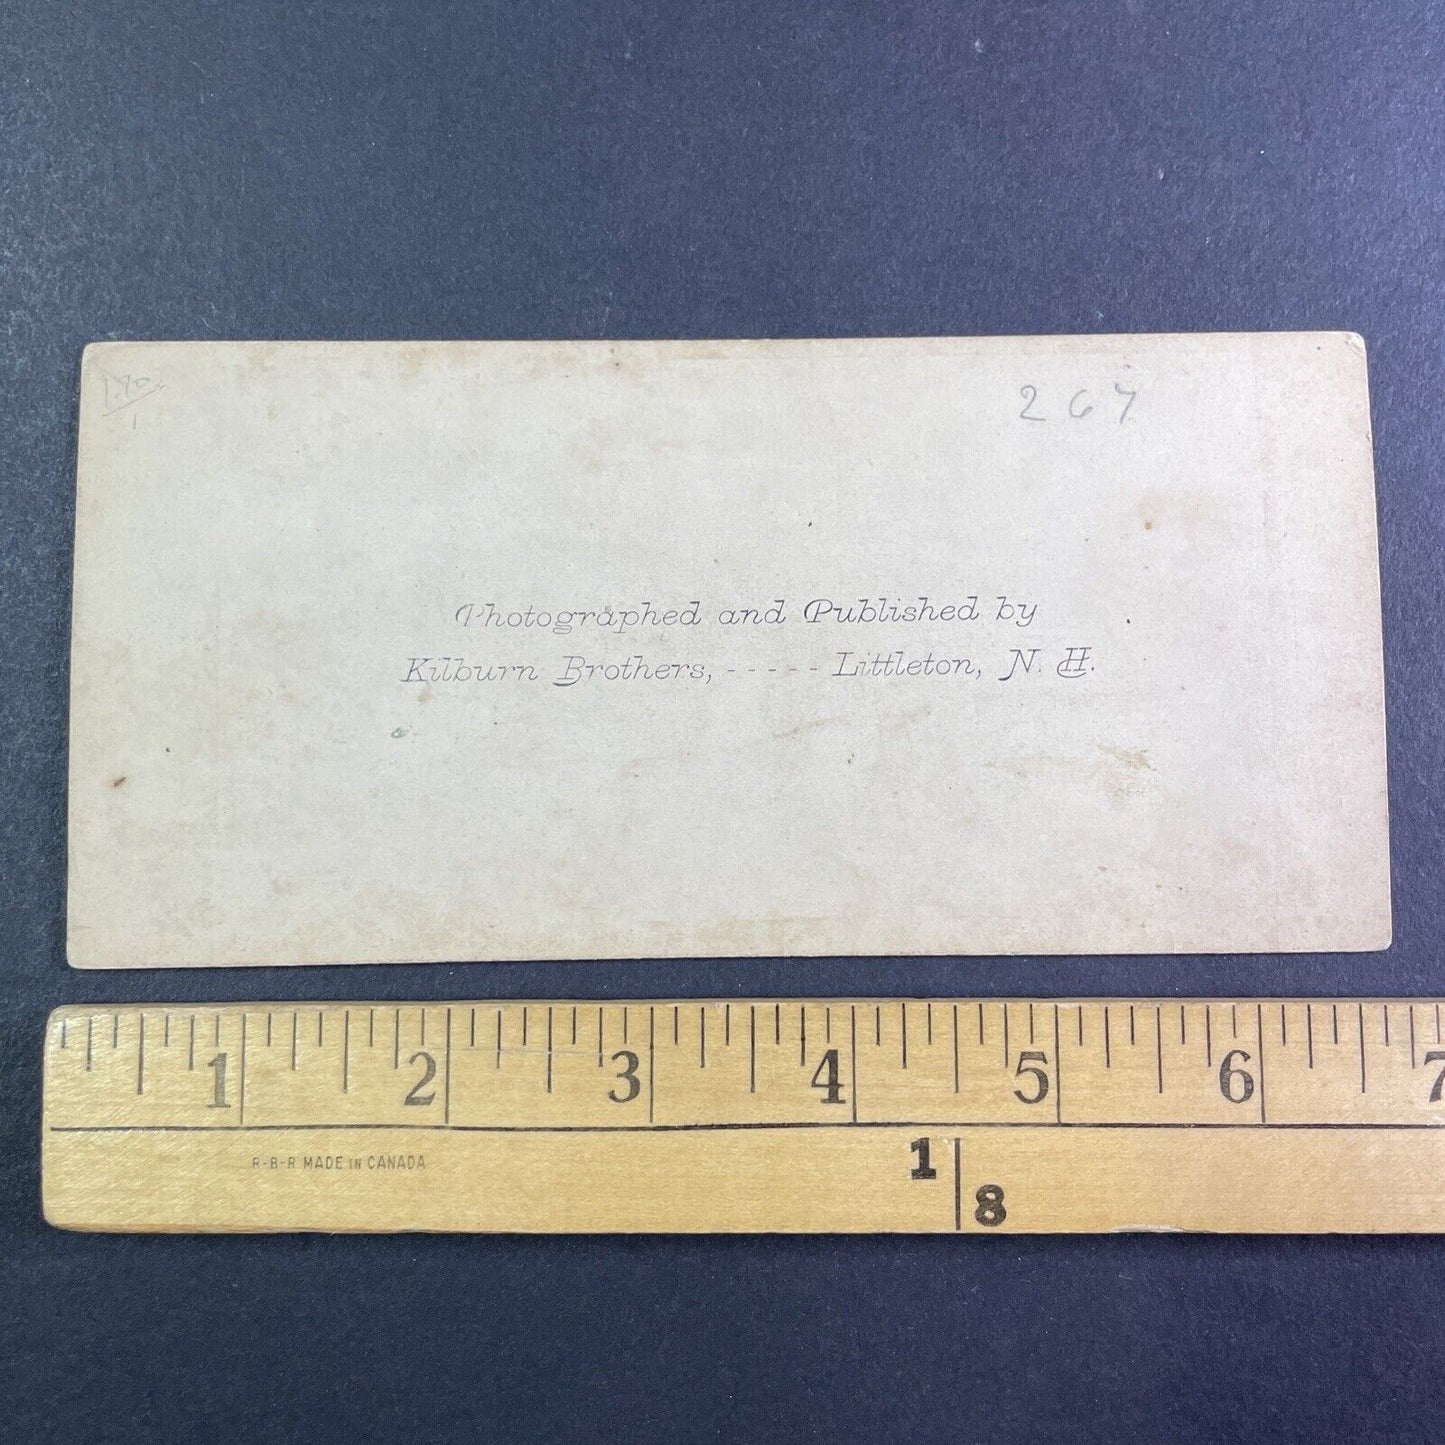 267
Photographed and Published by
Kilburn Brothers, ----- Littleton, N. H.
1 2 3 4 5 6 7
R-B-R MADE IN CANADA
1
8